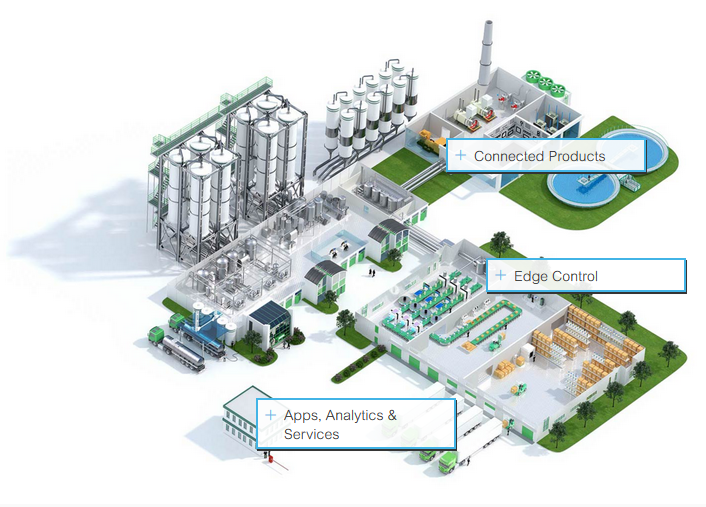 + Connected Products
+ Edge Control
+ Apps, Analytics &
Services